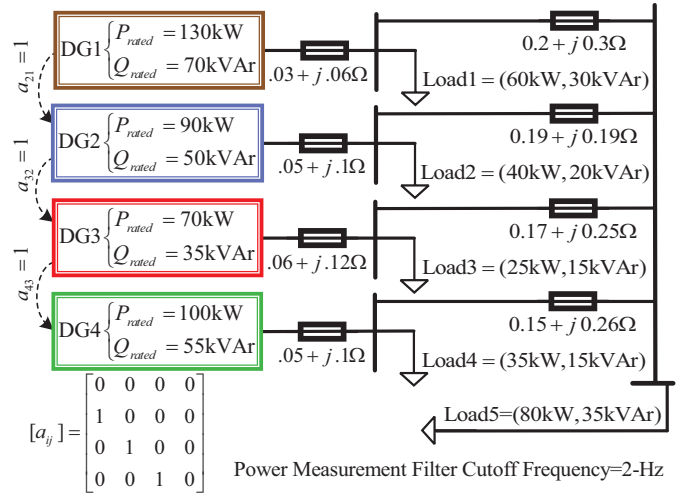 DG1 { P_rated = 130kW
Q_rated = 70kVAr
.03 + j .06Ω
0.2 + j 0.3Ω
Load1 = (60kW, 30kVAr)
a_21 = 1
DG2 { P_rated = 90kW
Q_rated = 50kVAr
.05 + j .1Ω
0.19 + j 0.19Ω
Load2 = (40kW, 20kVAr)
a_32 = 1
DG3 { P_rated = 70kW
Q_rated = 35kVAr
.06 + j .12Ω
0.17 + j 0.25Ω
Load3 = (25kW, 15kVAr)
a_43 = 1
DG4 { P_rated = 100kW
Q_rated = 55kVAr
.05 + j .1Ω
0.15 + j 0.26Ω
Load4 = (35kW, 15kVAr)
Load5=(80kW, 35kVAr)
[a_ij] =
0 0 0 0
1 0 0 0
0 1 0 0
0 0 1 0
Power Measurement Filter Cutoff Frequency=2-Hz